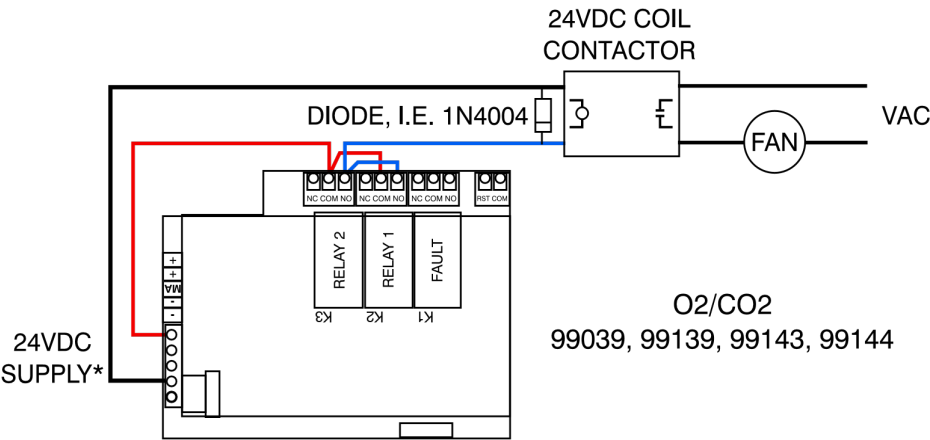 24VDC COIL
CONTACTOR
DIODE, I.E. 1N4004
VAC
FAN
NC COM NO NC COM NO NC COM NO RST COM
RELAY 2
RELAY 1
FAULT
K3
K2
K1
+
+
MA
-
-
24VDC
SUPPLY*
O2/CO2
99039, 99139, 99143, 99144